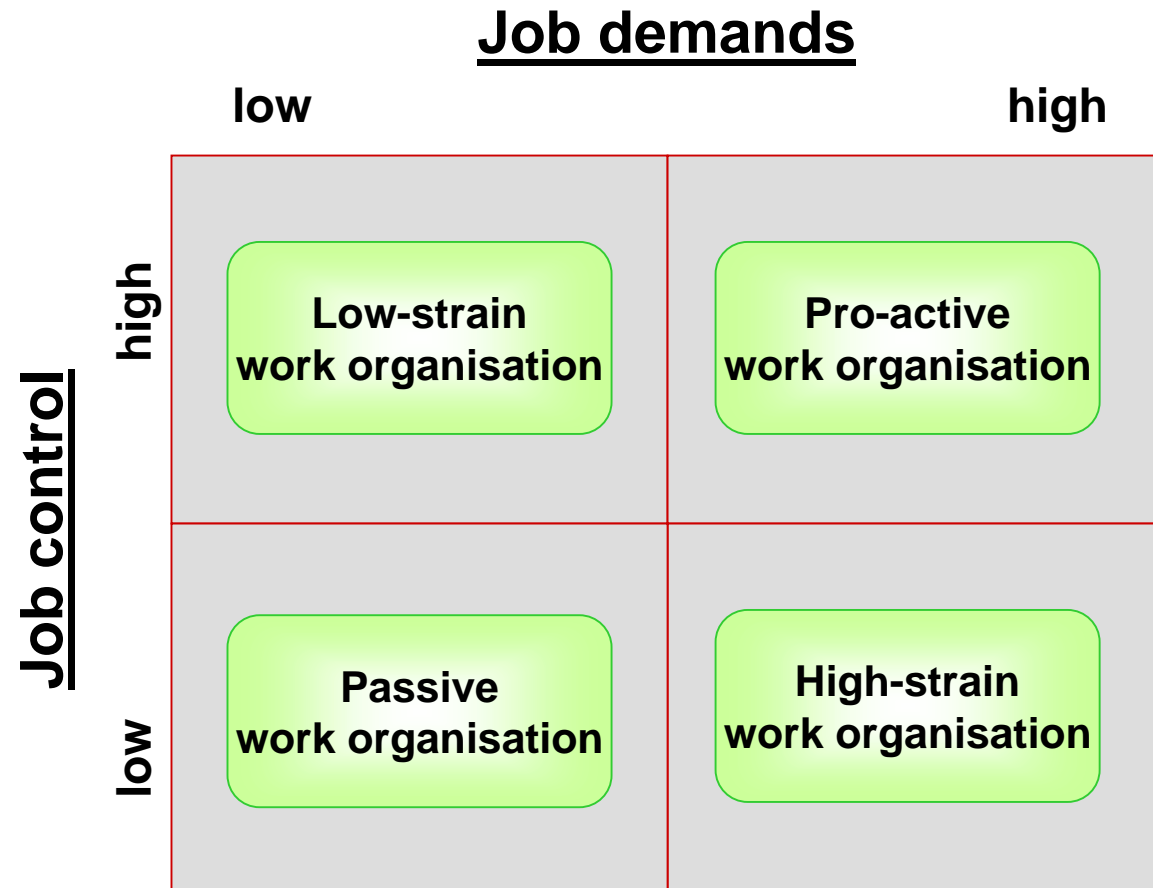 Job demands
low high
high
Job control
low
Low-strain
work organisation
Pro-active
work organisation
Passive
work organisation
High-strain
work organisation